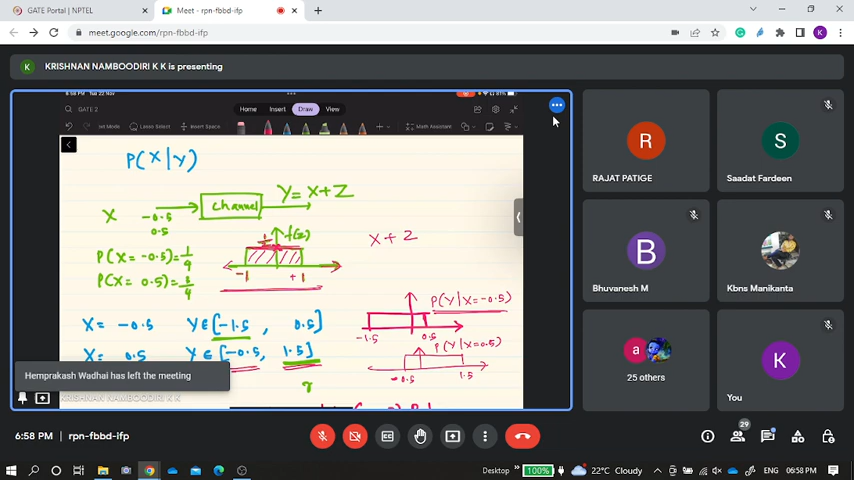 GATE Portal | NPTEL
Meet - rpn-fbbd-ifp
meet.google.com/rpn-fbbd-ifp
K
K
KRISHNAN NAMBOODIRI K K is presenting
GATE 2
Home
Insert
Draw
View
Lasso Select
Insert Space
Math Assistant
P(X|Y)
Channel
Y = X+Z
X
-0.5
0.5
f(z)
X + Z
-1
+1
P(X = -0.5) = 1/4
P(X = 0.5) = 3/4
P(Y|X=-0.5)
-1.5
0.5
X = -0.5 Y∈[-1.5, 0.5]
X = 0.5 Y∈[-0.5, 1.5]
P(Y|X=0.5)
-0.5
1.5
Hemprakash Wadhai has left the meeting
KRISHNAN NAMBOODIRI K K
R
RAJAT PATIGE
S
Saadat Fardeen
B
Bhuvanesh M
Kbns Manikanta
a
25 others
K
You
6:58 PM | rpn-fbbd-ifp
29
Desktop
100%
22°C Cloudy
ENG
06:58 PM